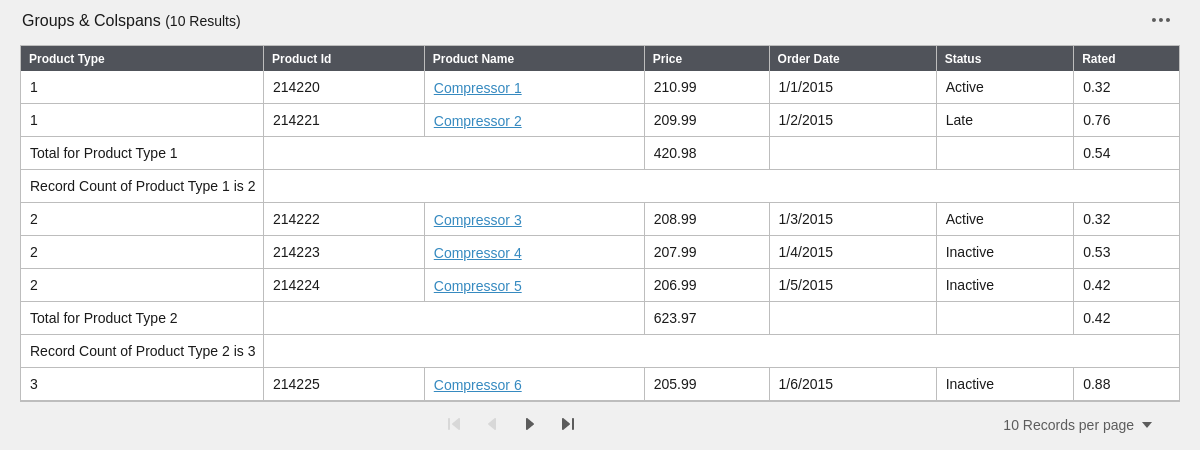 Groups & Colspans (10 Results)
Product Type Product Id Product Name Price Order Date Status Rated
1 214220 Compressor 1 210.99 1/1/2015 Active 0.32
1 214221 Compressor 2 209.99 1/2/2015 Late 0.76
Total for Product Type 1 420.98 0.54
Record Count of Product Type 1 is 2
2 214222 Compressor 3 208.99 1/3/2015 Active 0.32
2 214223 Compressor 4 207.99 1/4/2015 Inactive 0.53
2 214224 Compressor 5 206.99 1/5/2015 Inactive 0.42
Total for Product Type 2 623.97 0.42
Record Count of Product Type 2 is 3
3 214225 Compressor 6 205.99 1/6/2015 Inactive 0.88
10 Records per page